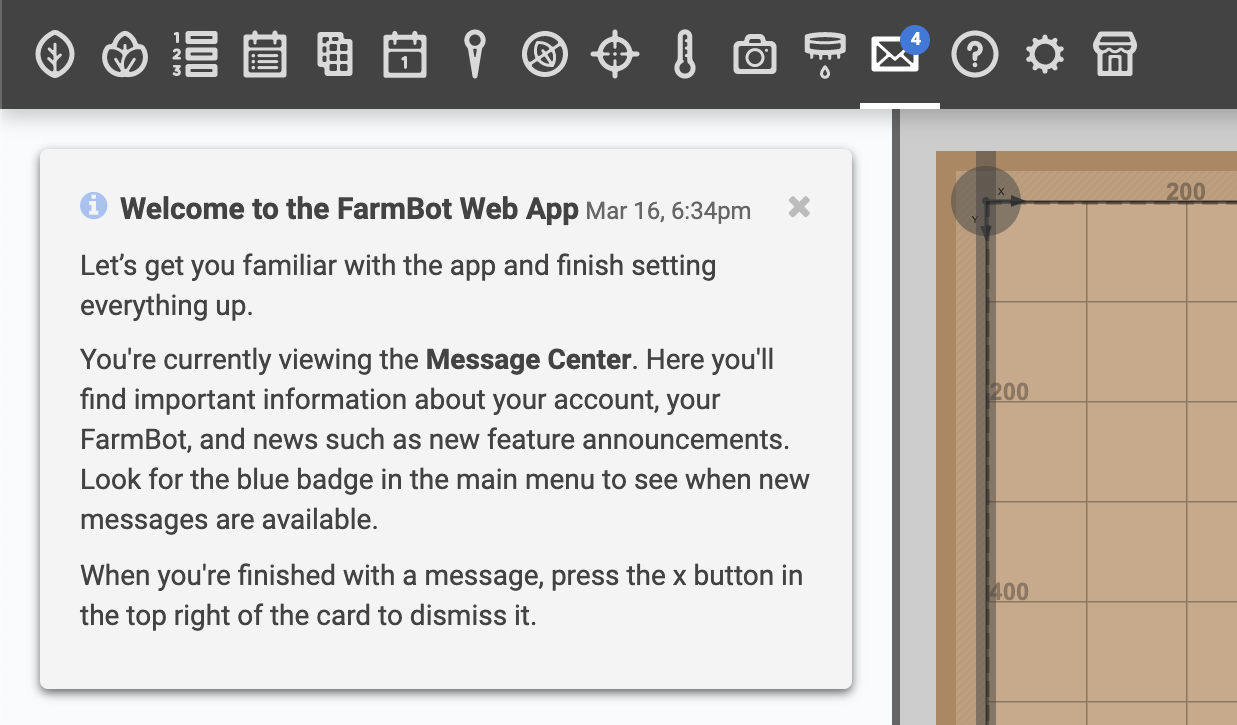 1
2
3
1
4
Welcome to the FarmBot Web App Mar 16, 6:34pm
Let’s get you familiar with the app and finish setting
everything up.
You're currently viewing the Message Center. Here you'll
find important information about your account, your
FarmBot, and news such as new feature announcements.
Look for the blue badge in the main menu to see when new
messages are available.
When you're finished with a message, press the x button in
the top right of the card to dismiss it.
X
200
Y
200
400